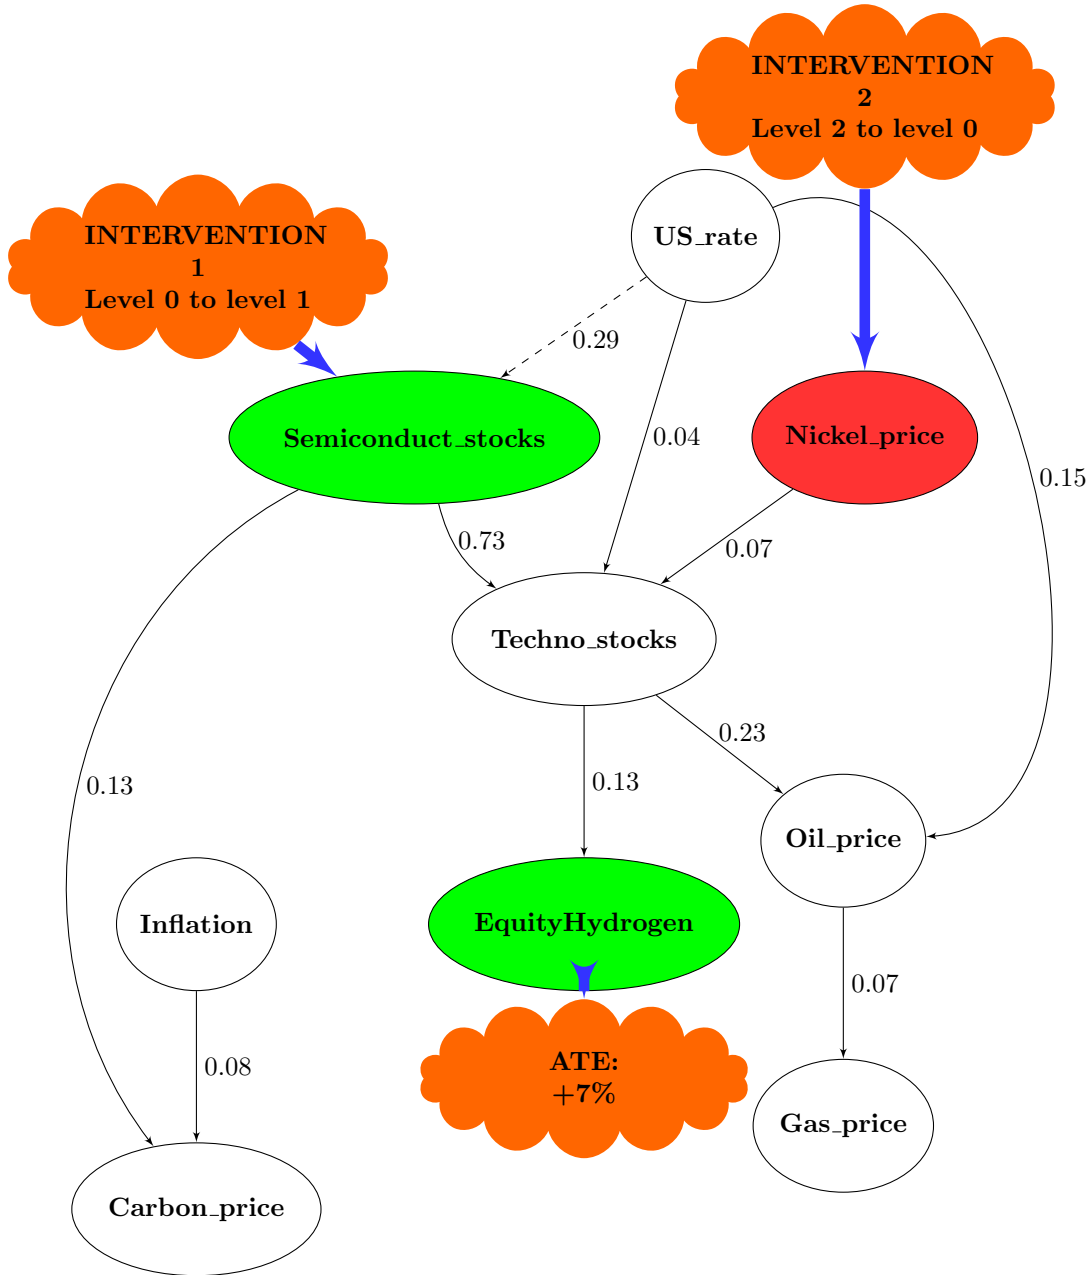 INTERVENTION
2
Level 2 to level 0
INTERVENTION
1
Level 0 to level 1
US_rate
0.29
Semiconduct_stocks
0.04
Nickel_price
0.15
0.73
0.07
Techno_stocks
0.23
0.13
0.13
Oil_price
Inflation
EquityHydrogen
0.07
0.08
ATE:
+7%
Gas_price
Carbon_price